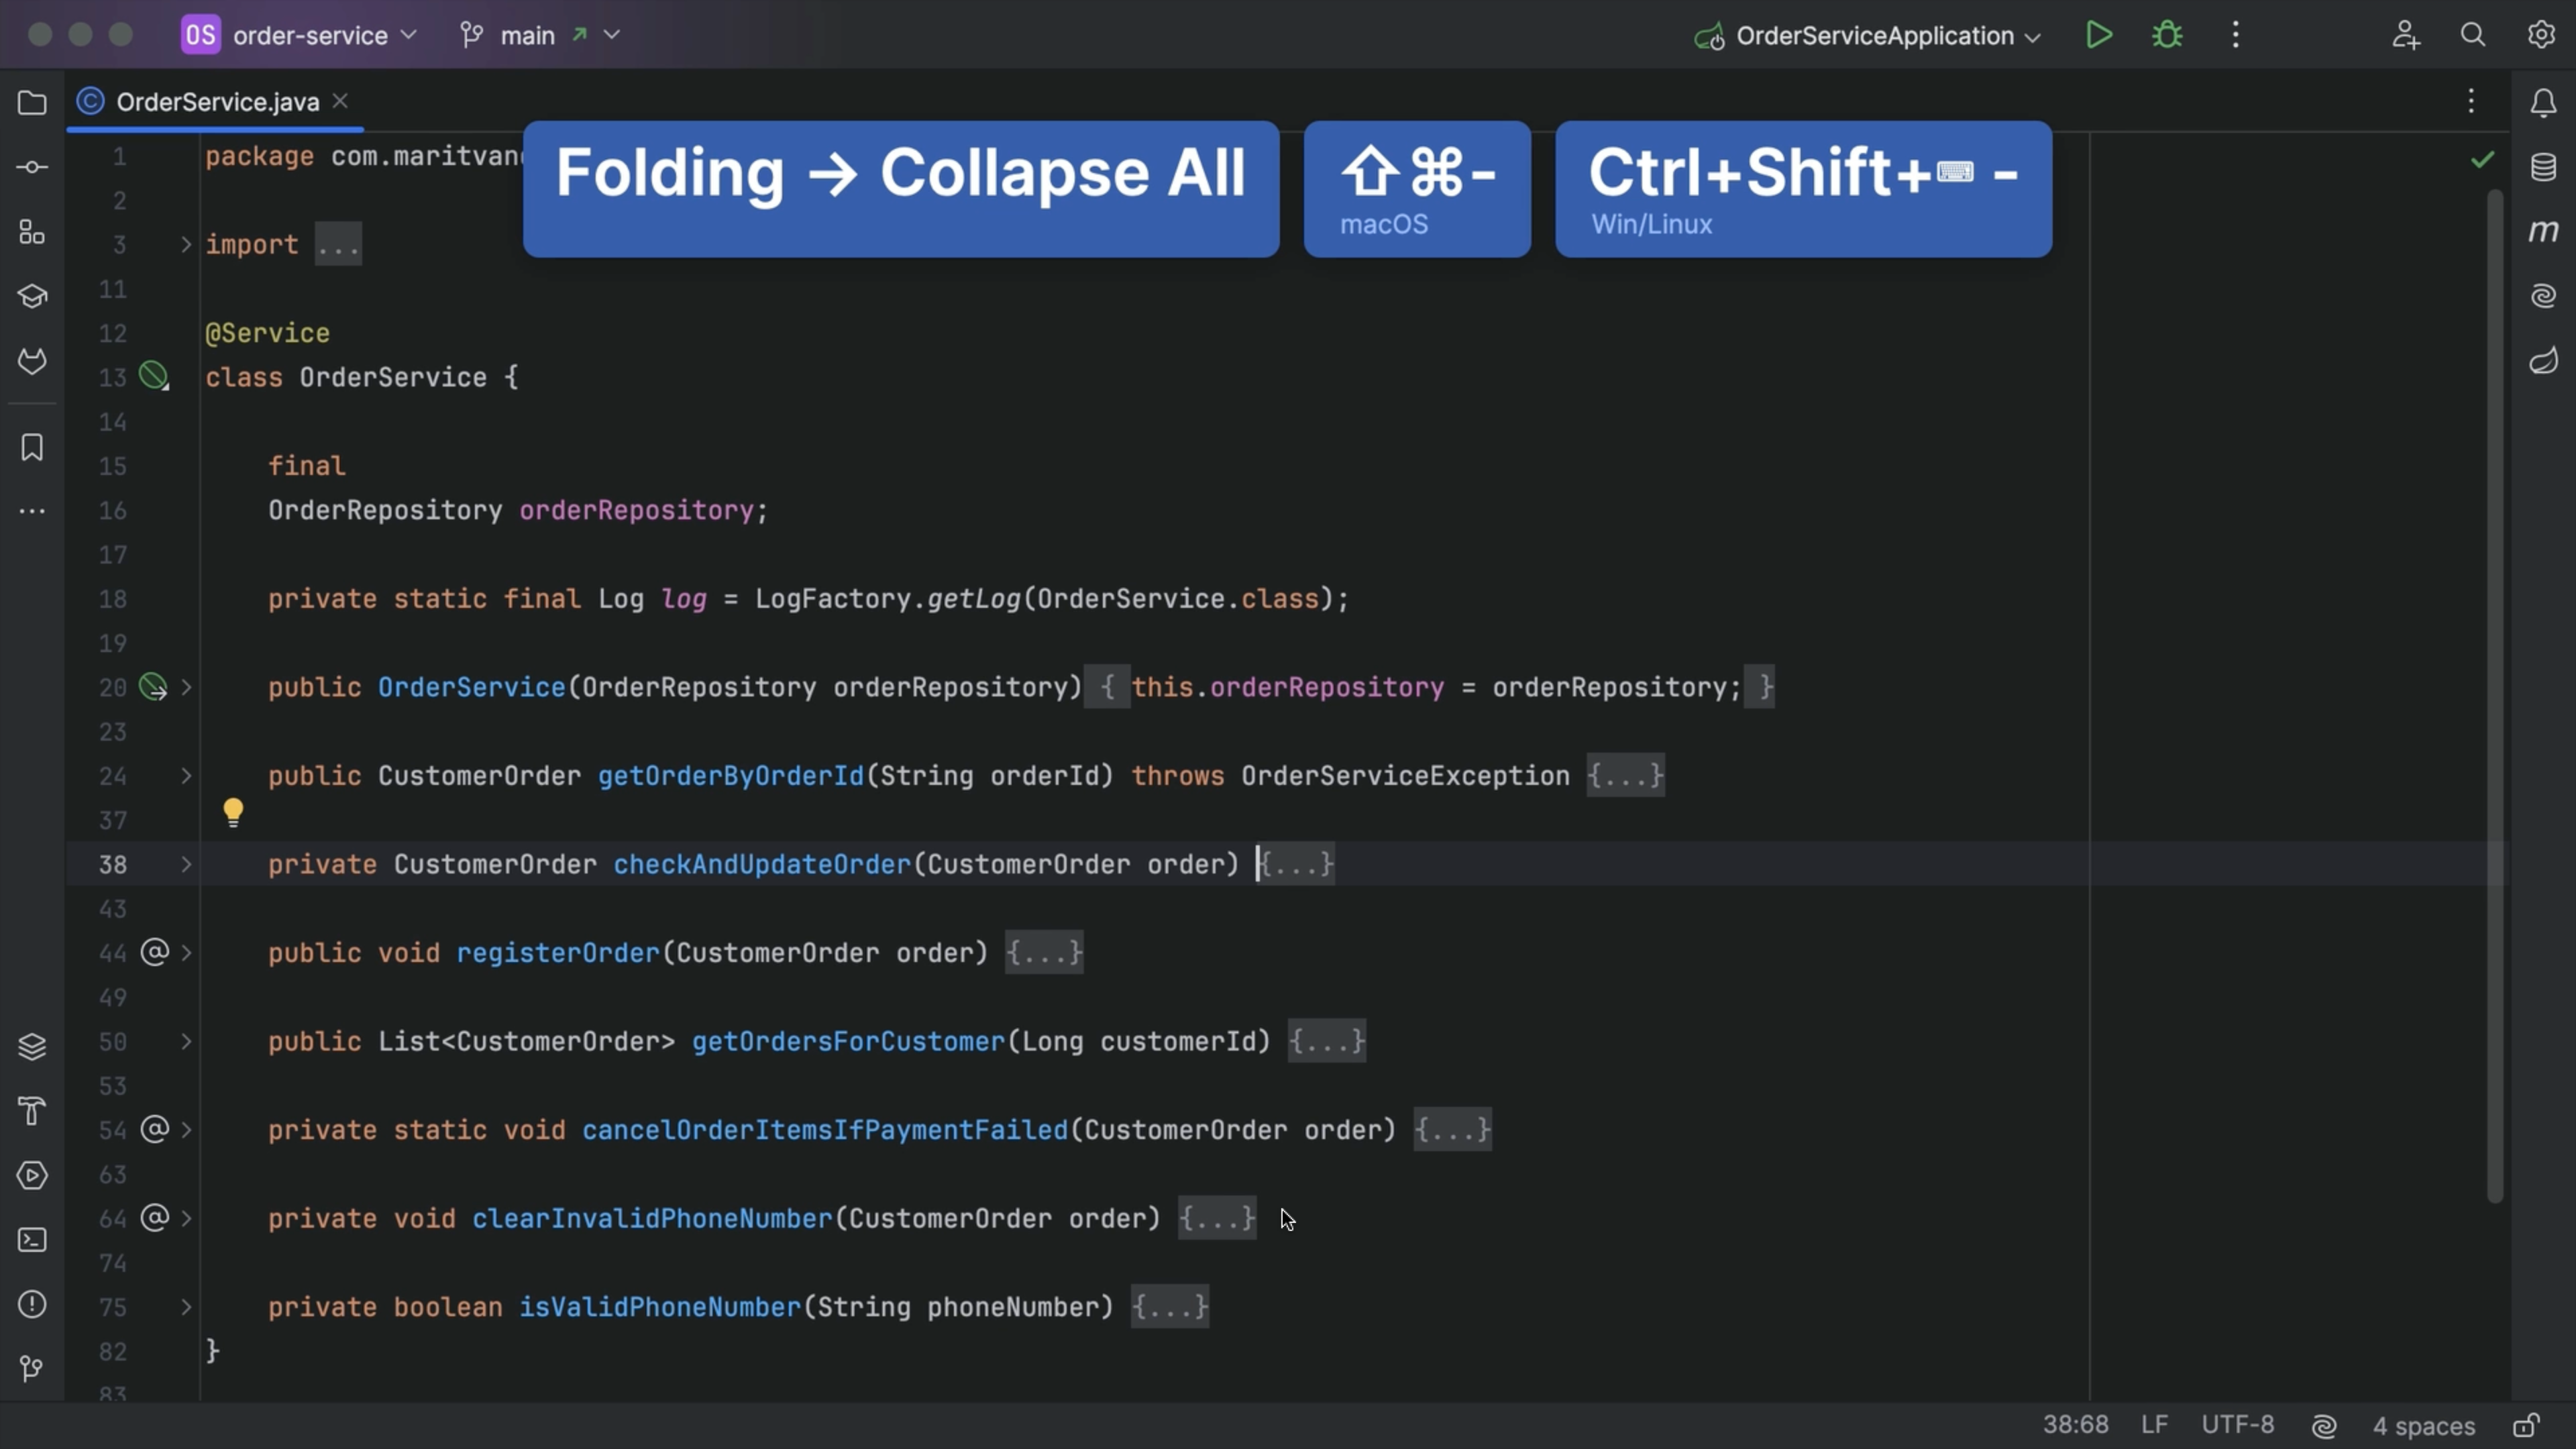 OS order-service main OrderServiceApplication
OrderService.java
Folding → Collapse All ⇧⌘- Ctrl+Shift+⌨ -
macOS Win/Linux
1 package
2
3 import ...
11
12 @Service
13 class OrderService {
14
15 final
16 OrderRepository orderRepository;
17
18 private static final Log log = LogFactory.getLog(OrderService.class);
19
20 public OrderService(OrderRepository orderRepository) { this.orderRepository = orderRepository; }
23
24 public CustomerOrder getOrderByOrderId(String orderId) throws OrderServiceException {...}
37
38 private CustomerOrder checkAndUpdateOrder(CustomerOrder order) {...}
43
44 @ public void registerOrder(CustomerOrder order) {...}
49
50 public List<CustomerOrder> getOrdersForCustomer(Long customerId) {...}
53
54 @ private static void cancelOrderItemsIfPaymentFailed(CustomerOrder order) {...}
63
64 @ private void clearInvalidPhoneNumber(CustomerOrder order) {...}
74
75 private boolean isValidPhoneNumber(String phoneNumber) {...}
82 }
83
38:68 LF UTF-8 4 spaces